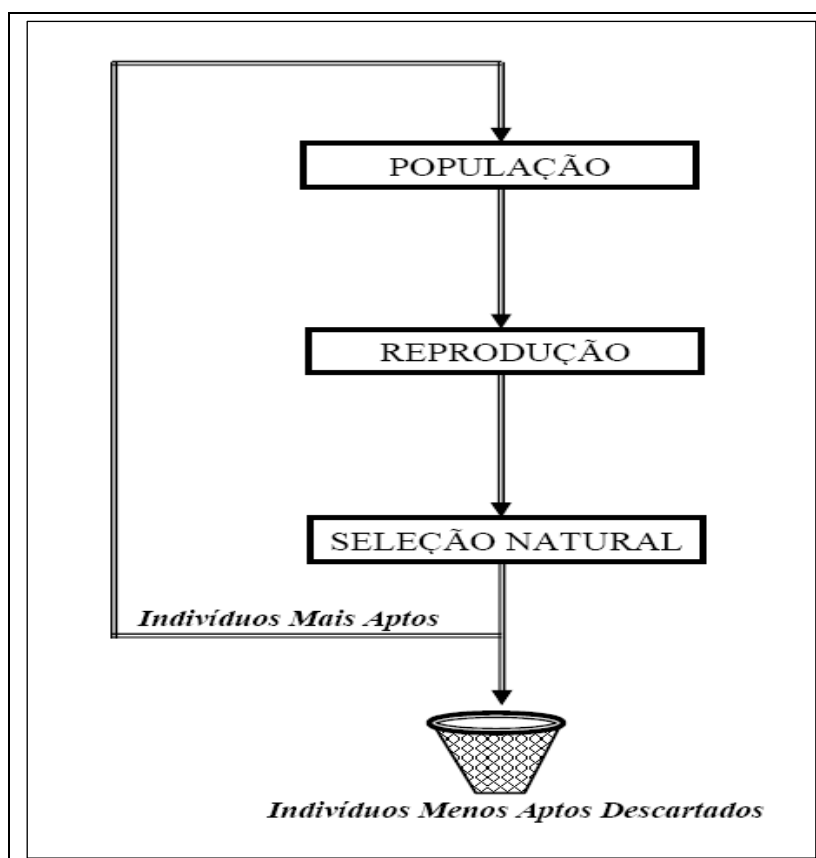 POPULAÇÃO
REPRODUÇÃO
SELEÇÃO NATURAL
Indivíduos Mais Aptos
Indivíduos Menos Aptos Descartados